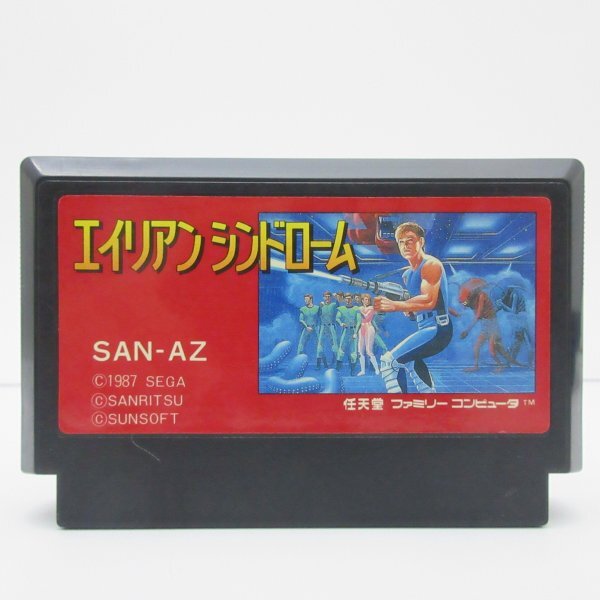 エイリアンシンドローム
SAN-AZ
©1987 SEGA
©SANRITSU
©SUNSOFT
任天堂 ファミリー コンピュータ™